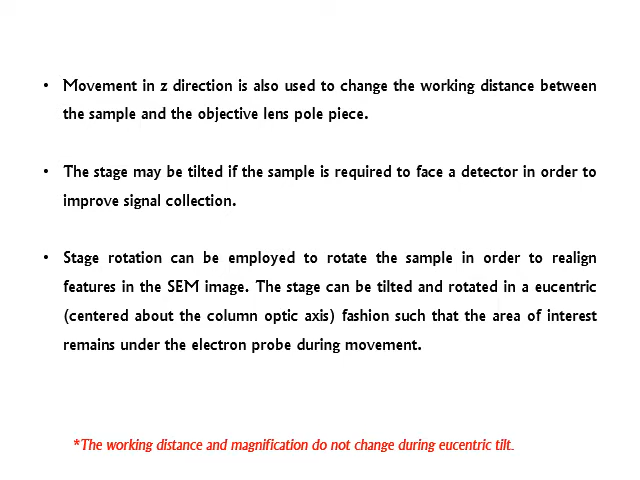 • Movement in z direction is also used to change the working distance between
the sample and the objective lens pole piece.
• The stage may be tilted if the sample is required to face a detector in order to
improve signal collection.
• Stage rotation can be employed to rotate the sample in order to realign
features in the SEM image. The stage can be tilted and rotated in a eucentric
(centered about the column optic axis) fashion such that the area of interest
remains under the electron probe during movement.
*The working distance and magnification do not change during eucentric tilt.